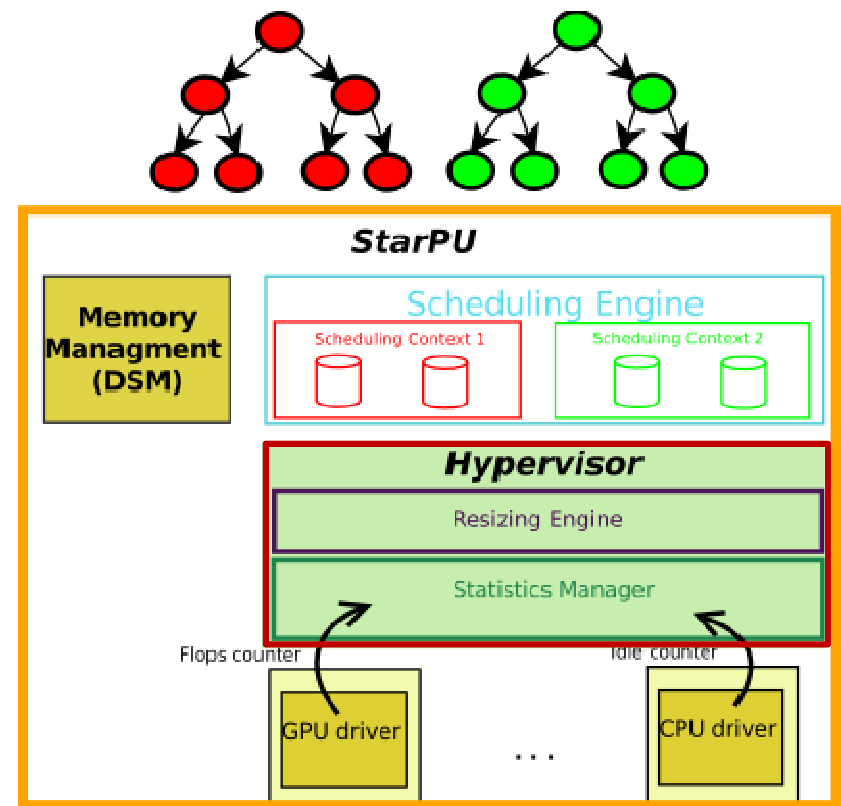 StarPU
Memory
Managment
(DSM)
Scheduling Engine
Scheduling Context 1
Scheduling Context 2
Hypervisor
Resizing Engine
Statistics Manager
Flops counter
Idle counter
GPU driver
...
CPU driver